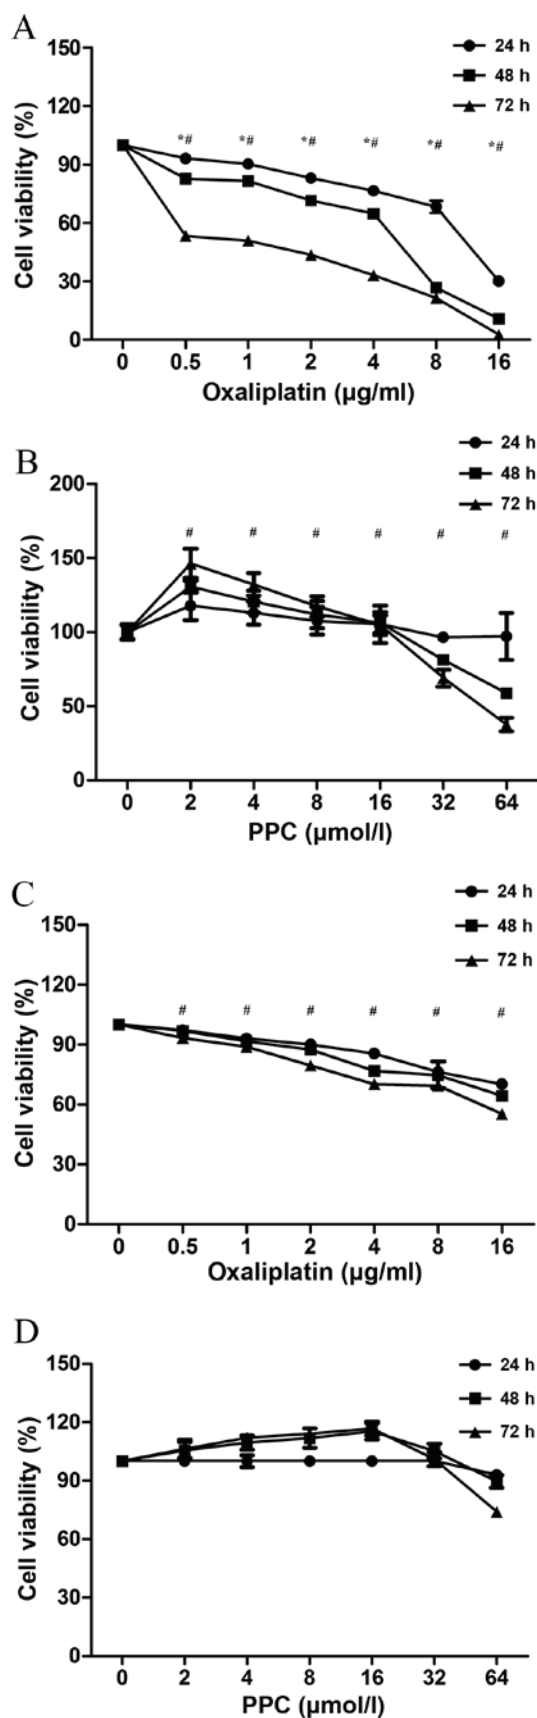 A
24 h
48 h
72 h
Cell viability (%)
150
120
90
60
30
0
*# *# *# *# *# *#
0 0.5 1 2 4 8 16
Oxaliplatin (µg/ml)
B
24 h
48 h
72 h
Cell viability (%)
200
150
100
50
0
# # # # # #
0 2 4 8 16 32 64
PPC (µmol/l)
C
24 h
48 h
72 h
Cell viability (%)
150
120
90
60
30
0
# # # # # #
0 0.5 1 2 4 8 16
Oxaliplatin (µg/ml)
D
24 h
48 h
72 h
Cell viability (%)
150
120
90
60
30
0
0 2 4 8 16 32 64
PPC (µmol/l)